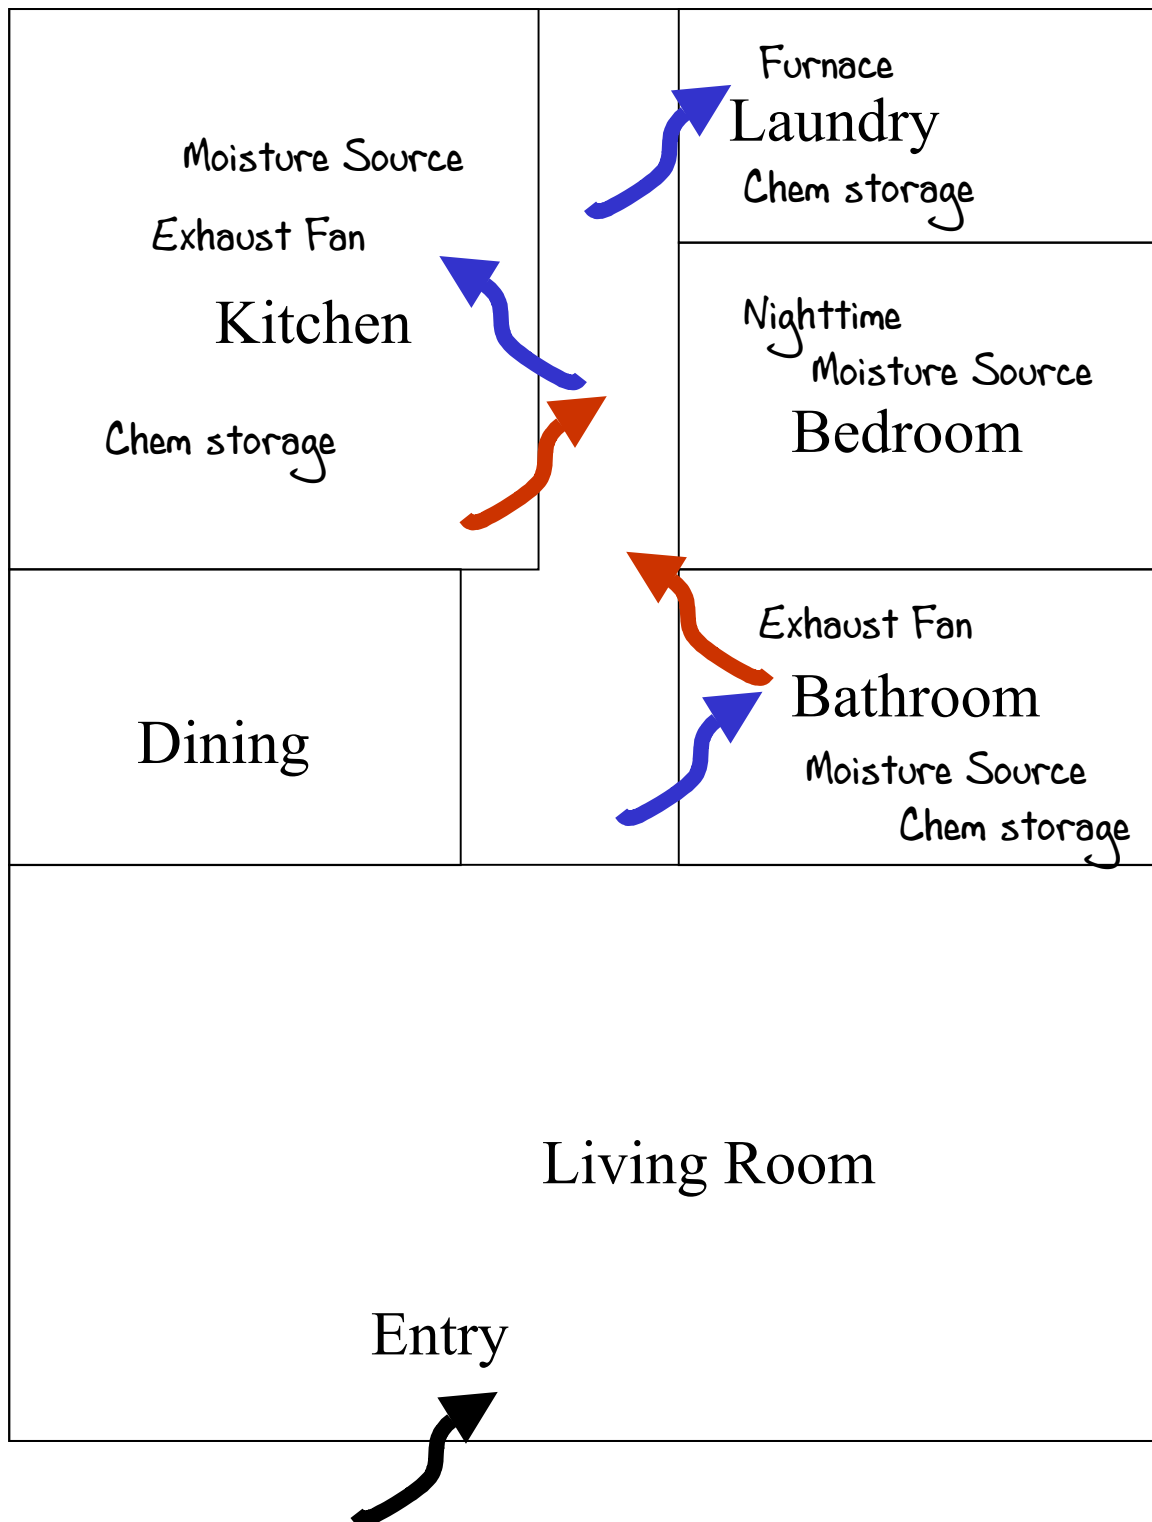 Furnace
Laundry
Chem storage
Moisture Source
Exhaust Fan
Kitchen
Chem storage
Nighttime
Moisture Source
Bedroom
Exhaust Fan
Bathroom
Moisture Source
Chem storage
Dining
Living Room
Entry